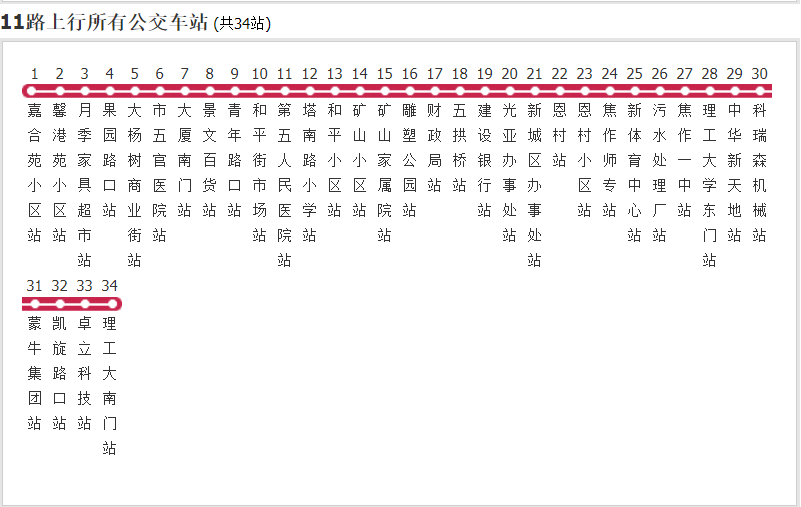 11路上行所有公交车站 (共34站)
1 2 3 4 5 6 7 8 9 10 11 12 13 14 15 16 17 18 19 20 21 22 23 24 25 26 27 28 29 30
嘉合苑小区站
馨港苑小区站
月季家具超市站
果园路口站
大杨树商业街站
市五官医院站
大厦南门站
景文百货站
青年路口站
和平街市场站
第五人民医院站
塔南路小学站
和平小区站
矿山小区站
矿山家属院站
雕塑公园站
财政局站
五拱桥站
建设银行站
光亚办事处站
新城区办事处站
恩村站
恩村小区站
焦作师专站
新体育中心站
污水处理厂站
焦作一中站
理工大学东门站
中华新天地站
科瑞森机械站
31 32 33 34
蒙牛集团站
凯旋路口站
卓立科技站
理工大南门站